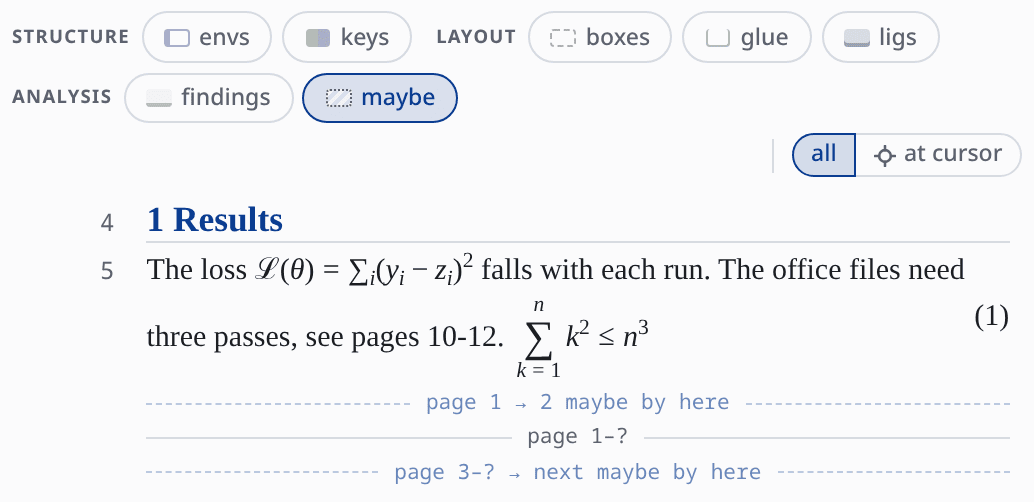 STRUCTURE envs keys LAYOUT boxes glue ligs
ANALYSIS findings maybe
all at cursor
4 1 Results
5 The loss ℒ(θ) = ∑ᵢ(yᵢ − zᵢ)² falls with each run. The office files need
three passes, see pages 10-12. n ∑ k = 1 k² ≤ n³ (1)
page 1 → 2 maybe by here
page 1–?
page 3–? → next maybe by here